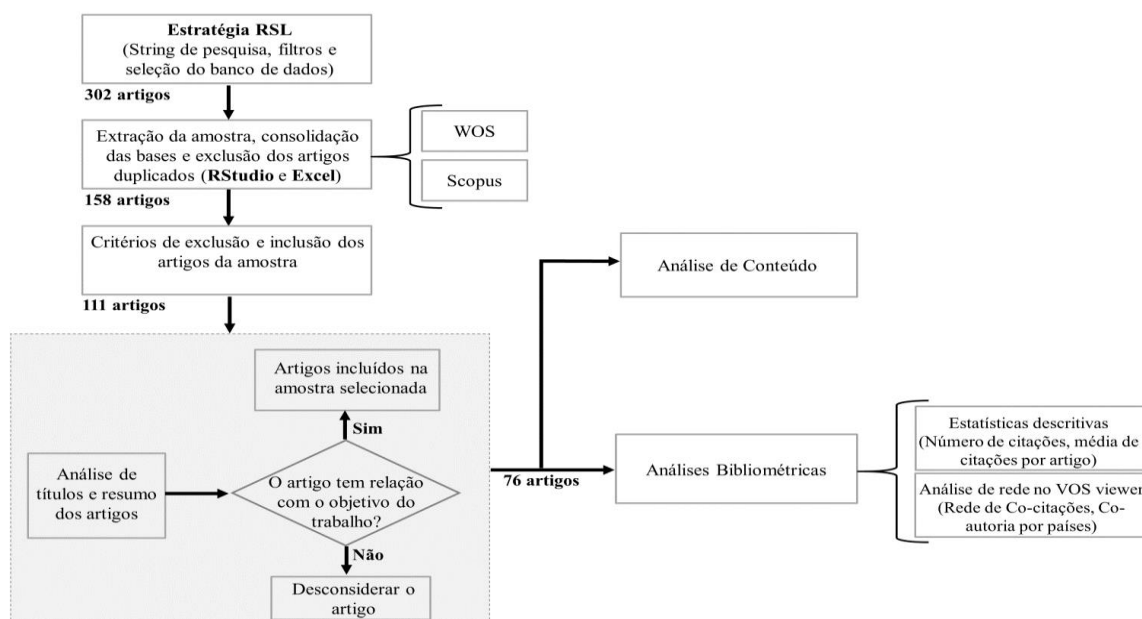 Estratégia RSL
(String de pesquisa, filtros e
seleção do banco de dados)
302 artigos
Extração da amostra, consolidação
das bases e exclusão dos artigos
duplicados (RStudio e Excel)
WOS
Scopus
158 artigos
Critérios de exclusão e inclusão dos
artigos da amostra
111 artigos
Análise de
títulos e resumo
dos artigos
O artigo tem relação
com o objetivo do
trabalho?
Sim
Artigos incluídos na
amostra selecionada
Não
Desconsiderar o
artigo
76 artigos
Análise de Conteúdo
Análises Bibliométricas
Estatísticas descritivas
(Número de citações, média de
citações por artigo)
Análise de rede no VOS viewer
(Rede de Co-citações, Co-
autoria por países)